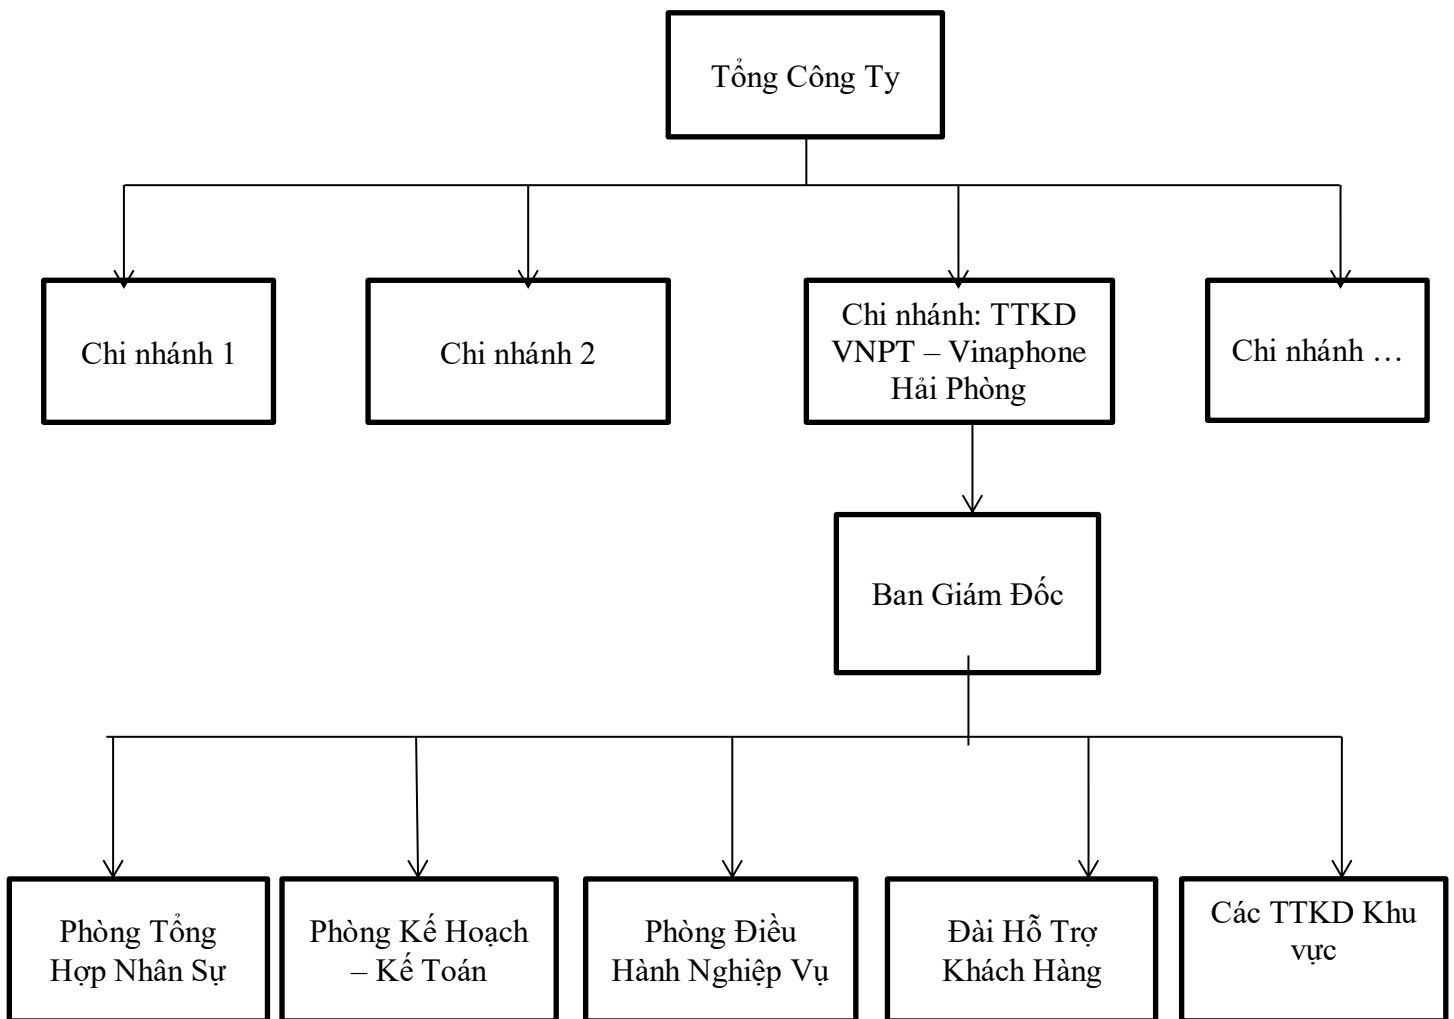 Tổng Công Ty
Chi nhánh 1
Chi nhánh 2
Chi nhánh: TTKD
VNPT – Vinaphone
Hải Phòng
Chi nhánh …
Ban Giám Đốc
Phòng Tổng
Hợp Nhân Sự
Phòng Kế Hoạch
– Kế Toán
Phòng Điều
Hành Nghiệp Vụ
Đài Hỗ Trợ
Khách Hàng
Các TTKD Khu
vực